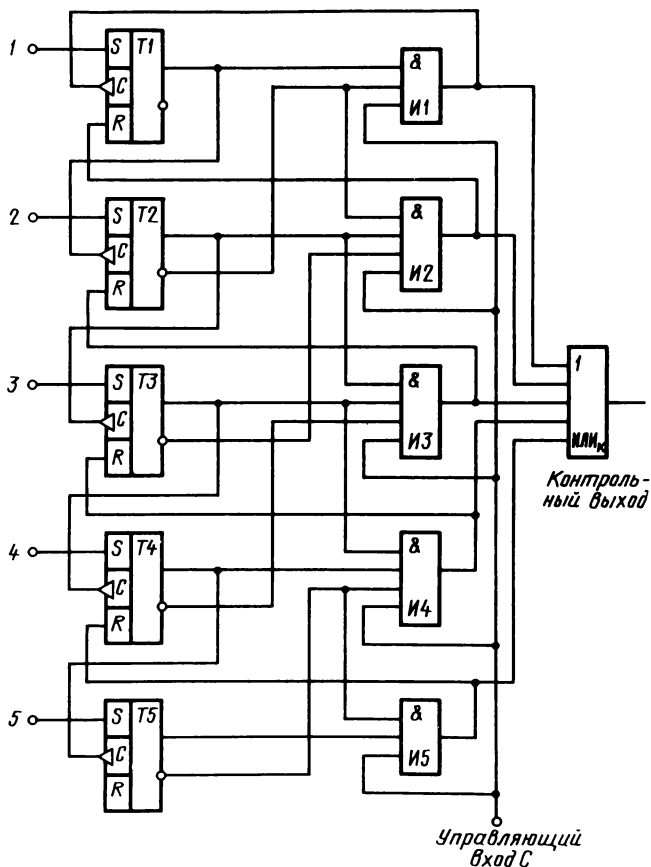 1 S T1 & И1
C
R
2 S T2 & И2
C
R
3 S T3 & И3
C
R
4 S T4 & И4
C
R
5 S T5 & И5
C
R
1
ИЛИк
Контроль-
ный выход
Управляющий
вход С